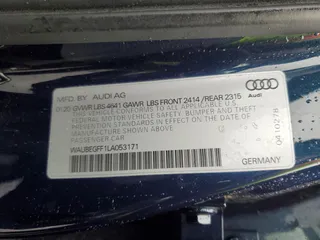 MFD. BY AUDI AG
01/20 GVWR LBS 4641 GAWR LBS FRONT 2414 / REAR 2315
THIS VEHICLE CONFORMS TO ALL APPLICABLE U.S.
FEDERAL MOTOR VEHICLE SAFETY, BUMPER AND THEFT
PREVENTION STANDARDS IN EFFECT ON THE DATE OF
MANUFACTURE SHOWN ABOVE
PASSENGER CAR
WAUBEGFF1LA053171
GERMANY
Audi